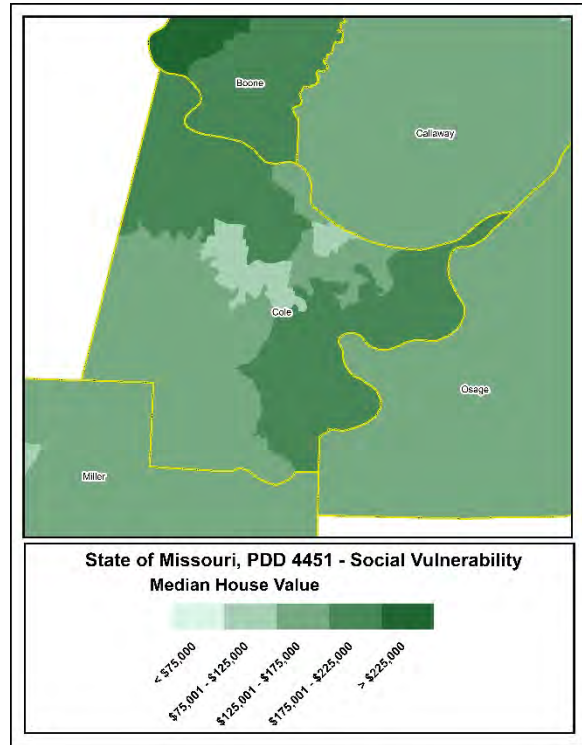 Boone
Callaway
Cole
Osage
Miller
State of Missouri, PDD 4451 - Social Vulnerability
Median House Value
< $75,000
$75,001 - $125,000
$125,001 - $175,000
$175,001 - $225,000
> $225,000